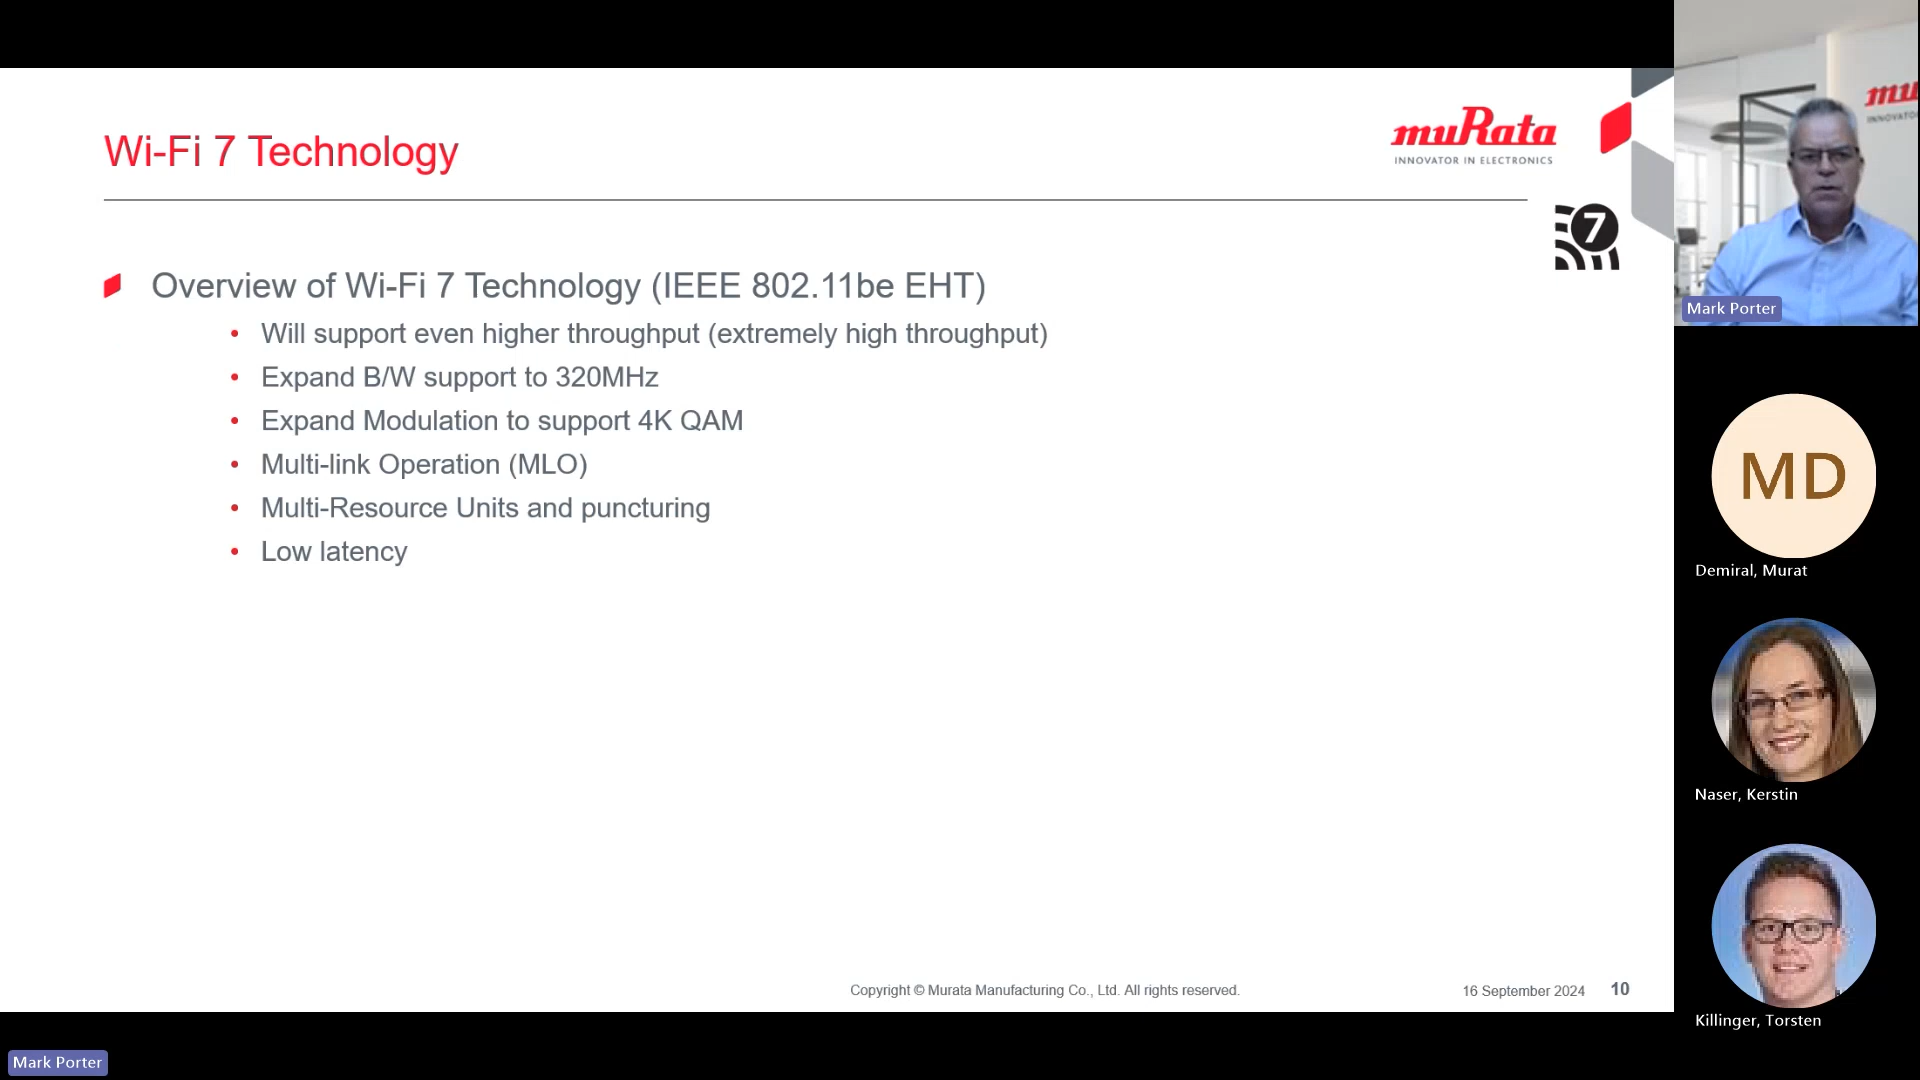 Wi-Fi 7 Technology
muRata
INNOVATOR IN ELECTRONICS
7
Overview of Wi-Fi 7 Technology (IEEE 802.11be EHT)
• Will support even higher throughput (extremely high throughput)
• Expand B/W support to 320MHz
• Expand Modulation to support 4K QAM
• Multi-link Operation (MLO)
• Multi-Resource Units and puncturing
• Low latency
Copyright © Murata Manufacturing Co., Ltd. All rights reserved.
16 September 2024
10
Mark Porter
mu
INNOVATO
Mark Porter
MD
Demiral, Murat
Naser, Kerstin
Killinger, Torsten